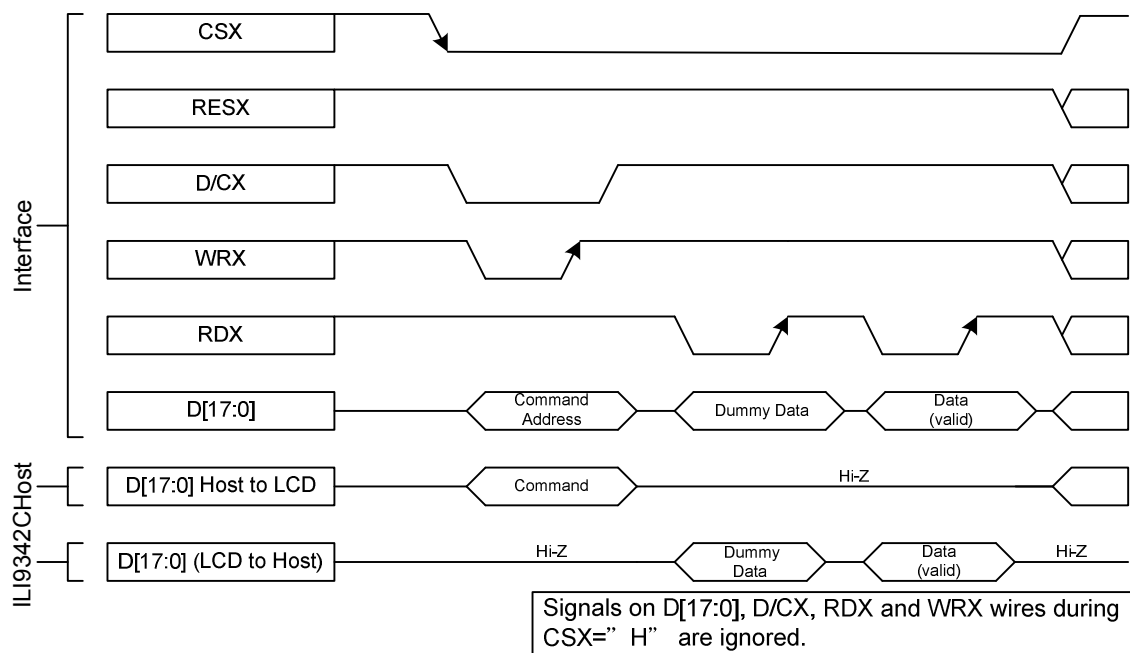 Interface
CSX
RESX
D/CX
WRX
RDX
D[17:0]
Command
Address
Dummy Data
Data
(valid)
Host
D[17:0] Host to LCD
Command
Hi-Z
ILI9342C
D[17:0] (LCD to Host)
Hi-Z
Dummy
Data
Data
(valid)
Hi-Z
Signals on D[17:0], D/CX, RDX and WRX wires during
CSX=”H” are ignored.